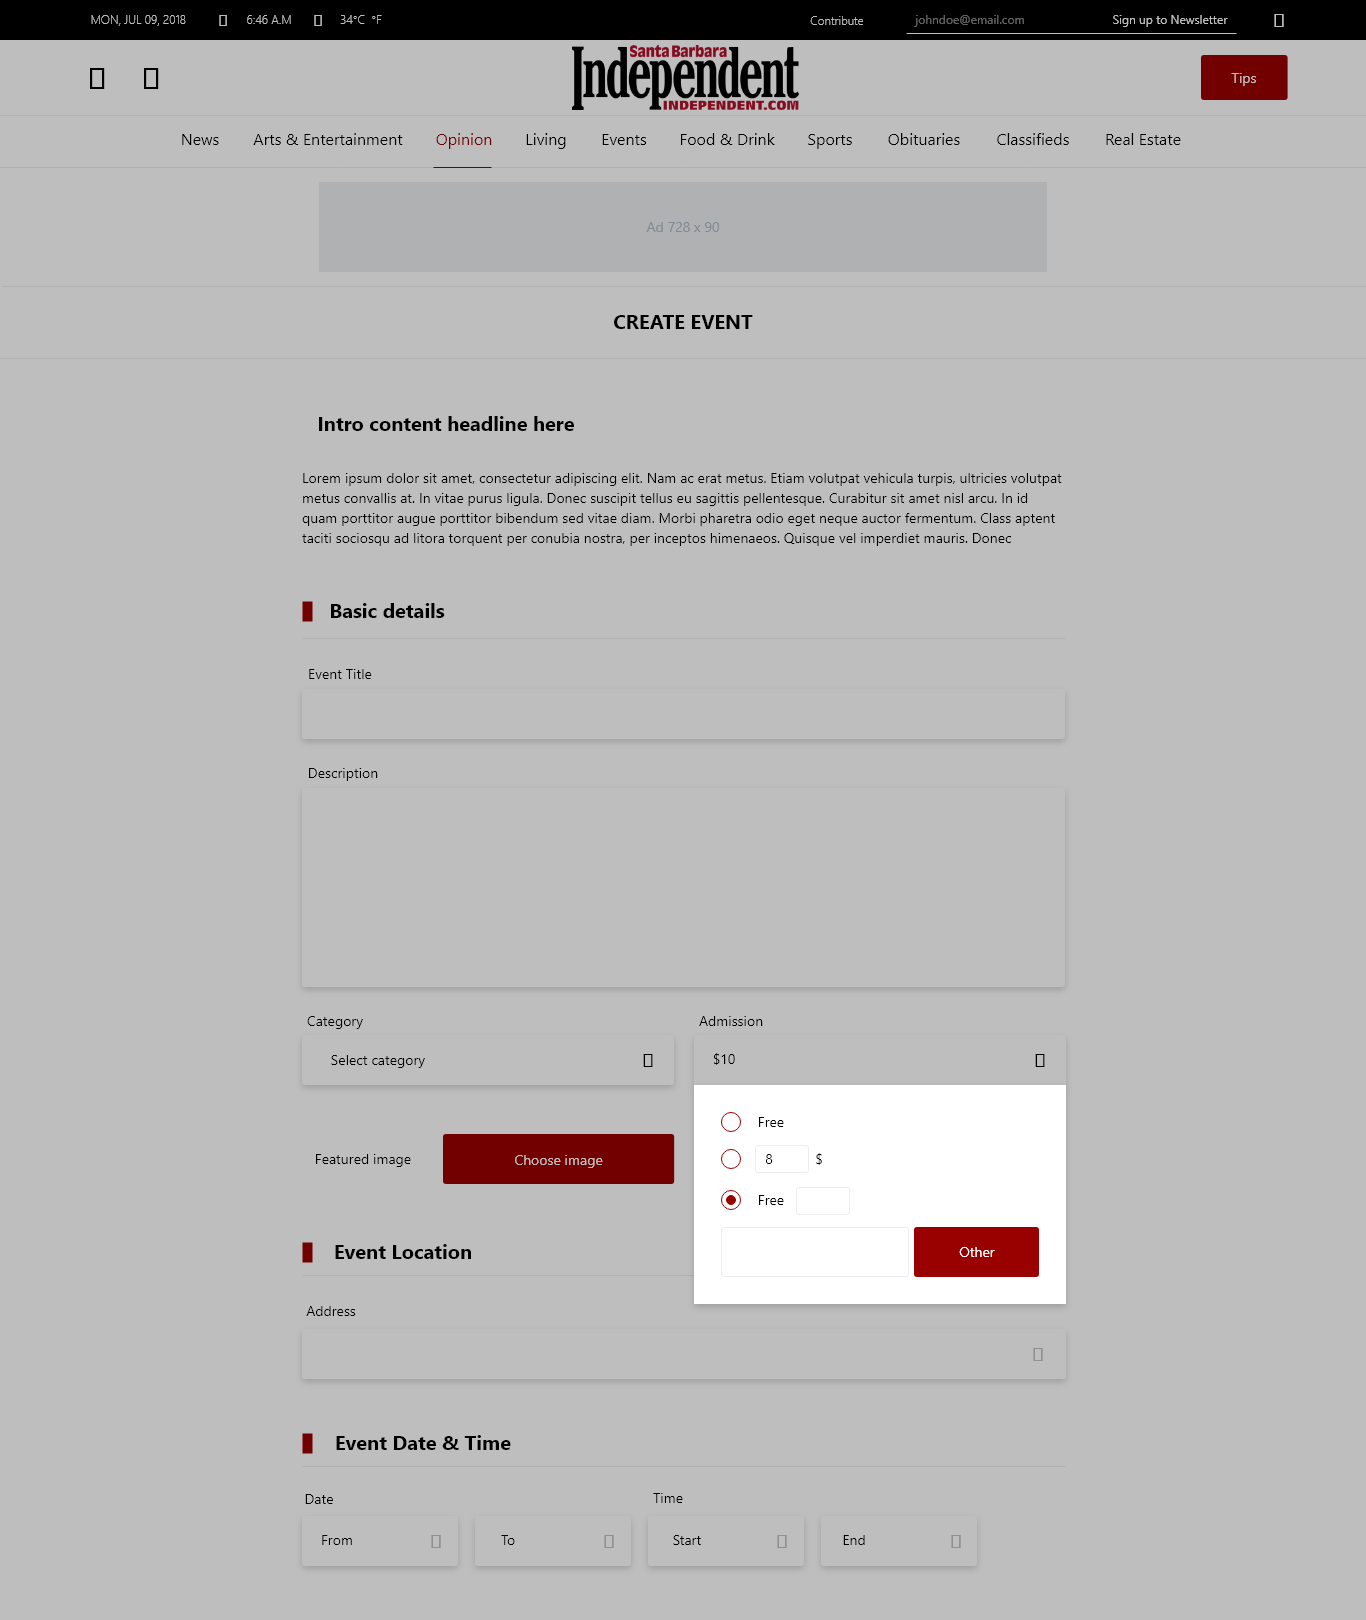 MON, JUL 09, 2018 6:46 A.M 34°C °F Contribute johndoe@email.com Sign up to Newsletter
Santa Barbara
Independent
INDEPENDENT.COM
Tips
News Arts & Entertainment Opinion Living Events Food & Drink Sports Obituaries Classifieds Real Estate
Ad 728 x 90
CREATE EVENT
Intro content headline here
Lorem ipsum dolor sit amet, consectetur adipiscing elit. Nam ac erat metus. Etiam volutpat vehicula turpis, ultricies volutpat
metus convallis at. In vitae purus ligula. Donec suscipit tellus eu sagittis pellentesque. Curabitur sit amet nisl arcu. In id
quam porttitor augue porttitor bibendum sed vitae diam. Morbi pharetra odio eget neque auctor fermentum. Class aptent
taciti sociosqu ad litora torquent per conubia nostra, per inceptos himenaeos. Quisque vel imperdiet mauris. Donec
Basic details
Event Title
Description
Category Admission
Select category $10
Free
8 $
Featured image Choose image
Free
Other
Event Location
Address
Event Date & Time
Date Time
From To Start End